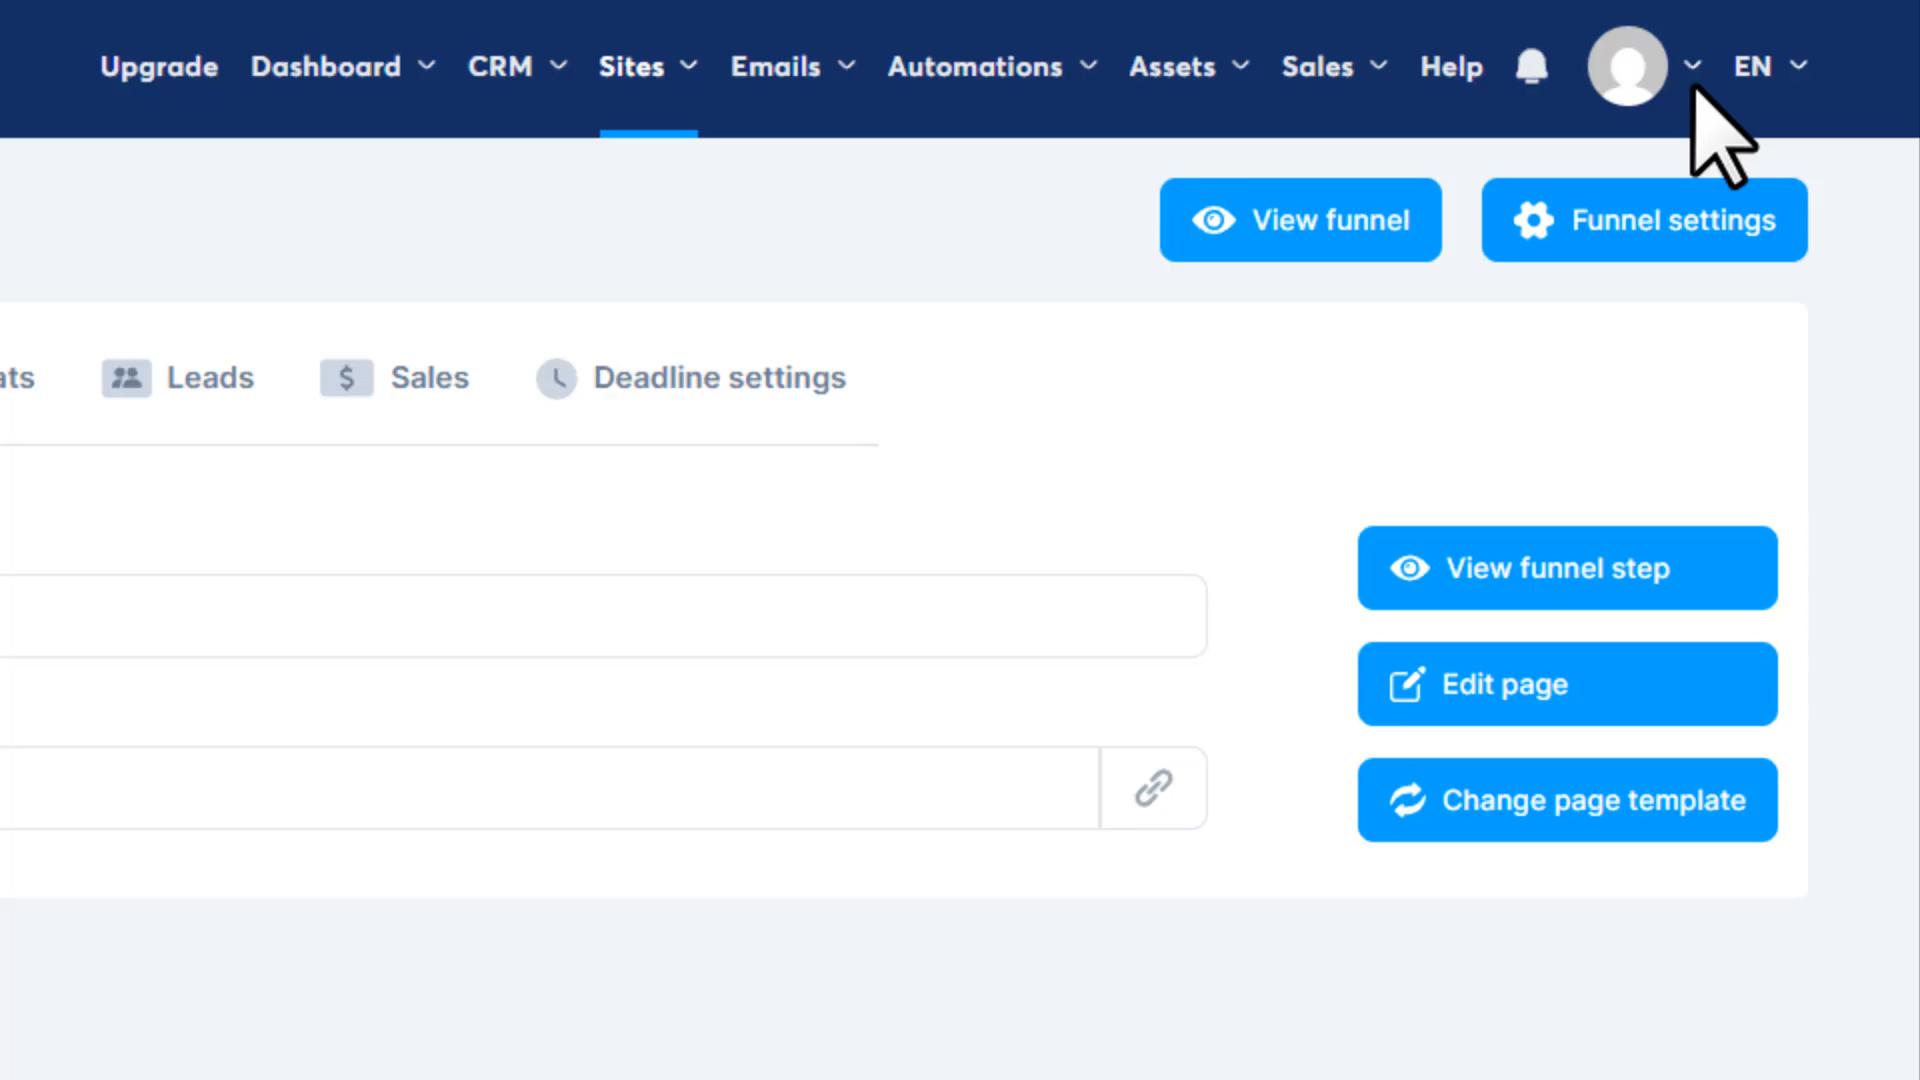 Upgrade Dashboard CRM Sites Emails Automations Assets Sales Help EN
View funnel Funnel settings
ats Leads $ Sales Deadline settings
View funnel step
Edit page
Change page template